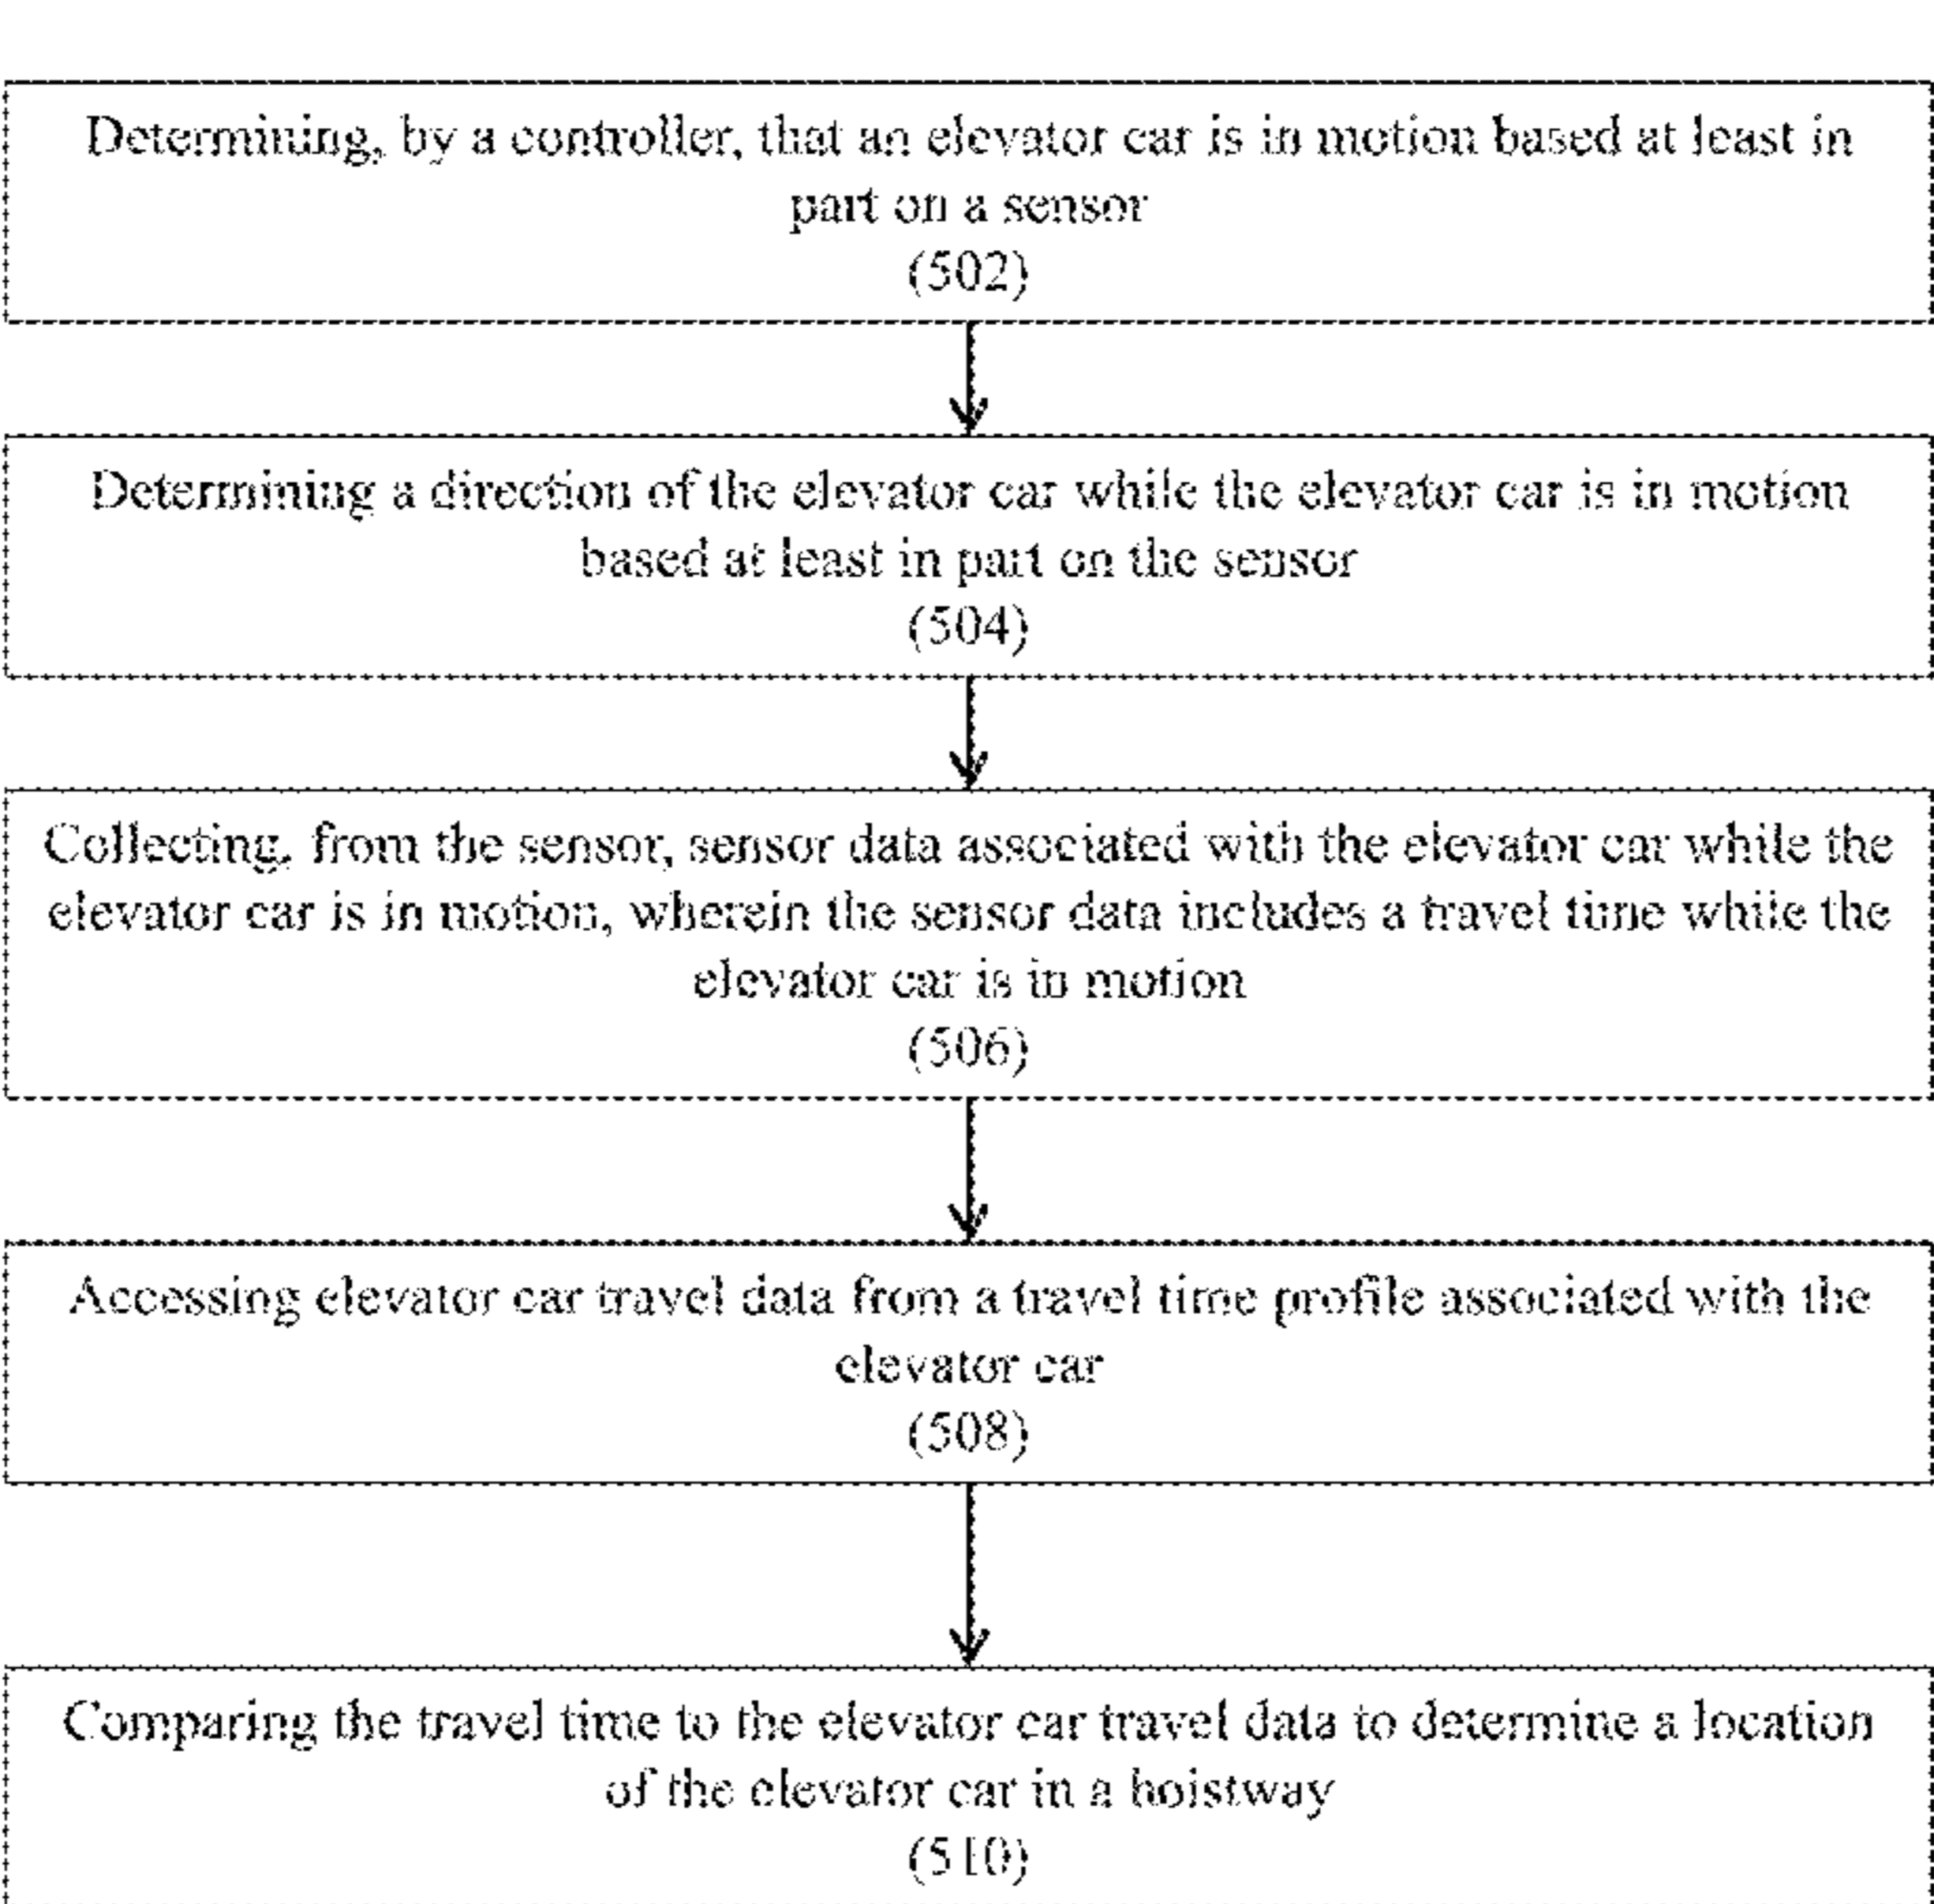 Determining, by a controller, that an elevator car is in motion based at least in
part on a sensor
(502)
Determining a direction of the elevator car while the elevator car is in motion
based at least in part on the sensor
(504)
Collecting, from the sensor, sensor data associated with the elevator car while the
elevator car is in motion, wherein the sensor data includes a travel time while the
elevator car is in motion
(506)
Accessing elevator car travel data from a travel time profile associated with the
elevator car
(508)
Comparing the travel time to the elevator car travel data to determine a location
of the elevator car in a hoistway
(510)